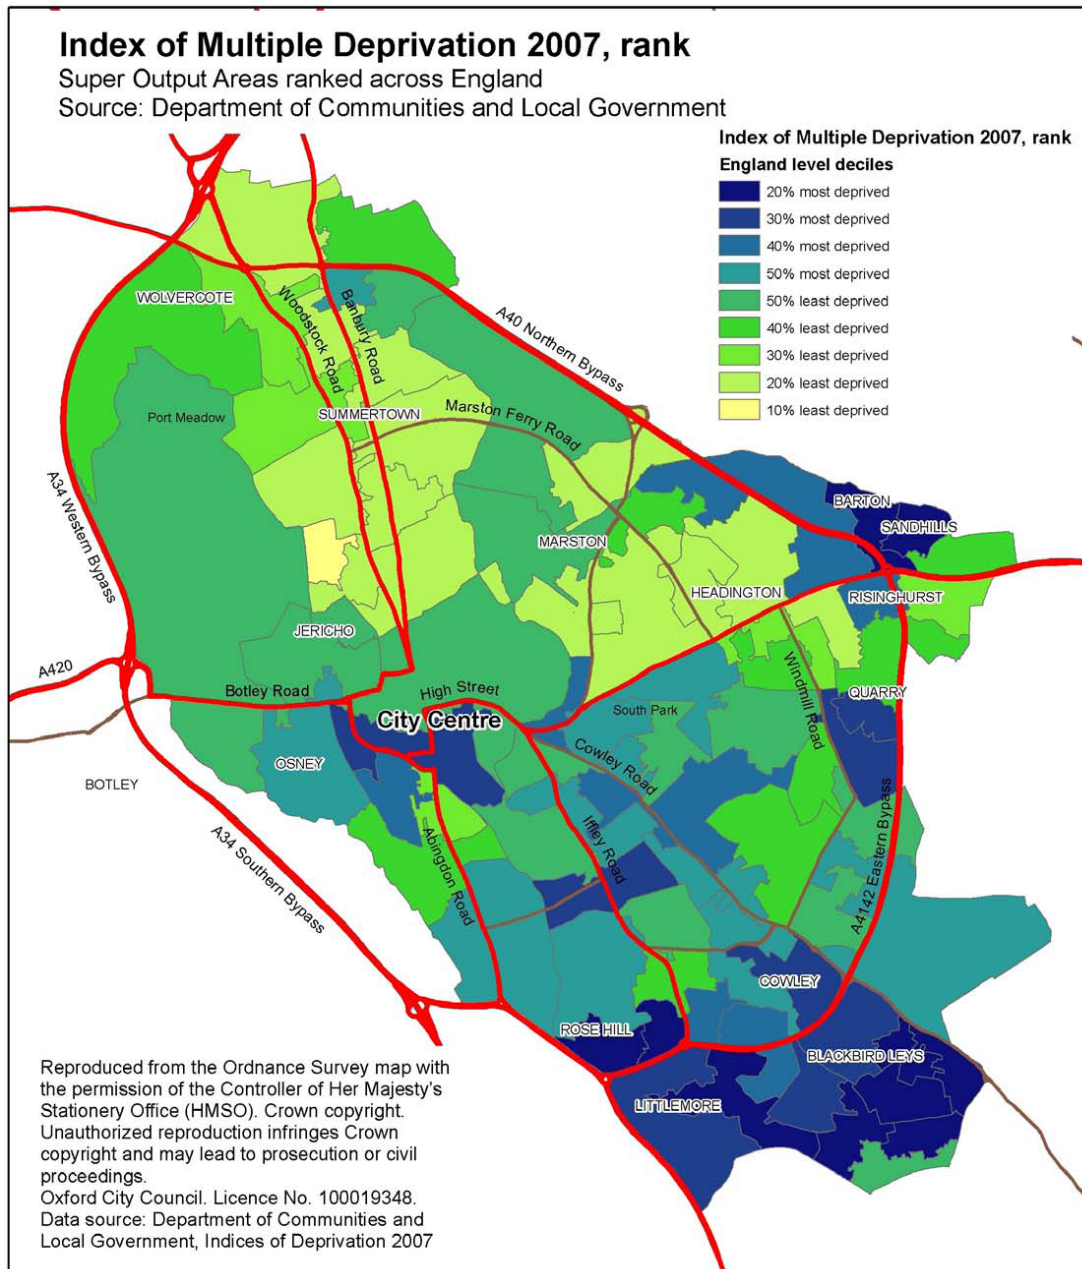 Index of Multiple Deprivation 2007, rank
Super Output Areas ranked across England
Source: Department of Communities and Local Government
Index of Multiple Deprivation 2007, rank
England level deciles
20% most deprived
30% most deprived
40% most deprived
50% most deprived
50% least deprived
40% least deprived
30% least deprived
20% least deprived
10% least deprived
WOLVERCOTE
Woodstock Road
Banbury Road
A40 Northern Bypass
Port Meadow
SUMMERTOWN
Marston Ferry Road
A34 Western Bypass
BARTON
SANDHILLS
MARSTON
HEADINGTON
RISINGHURST
JERICHO
A420
Botley Road
High Street
City Centre
South Park
Windmill Road
QUARRY
OSNEY
Cowley Road
BOTLEY
A34 Southern Bypass
Abingdon Road
Iffley Road
A4142 Eastern Bypass
COWLEY
ROSE HILL
BLACKBIRD LEYS
LITTLEMORE
Reproduced from the Ordnance Survey map with
the permission of the Controller of Her Majesty's
Stationery Office (HMSO). Crown copyright.
Unauthorized reproduction infringes Crown
copyright and may lead to prosecution or civil
proceedings.
Oxford City Council. Licence No. 100019348.
Data source: Department of Communities and
Local Government, Indices of Deprivation 2007